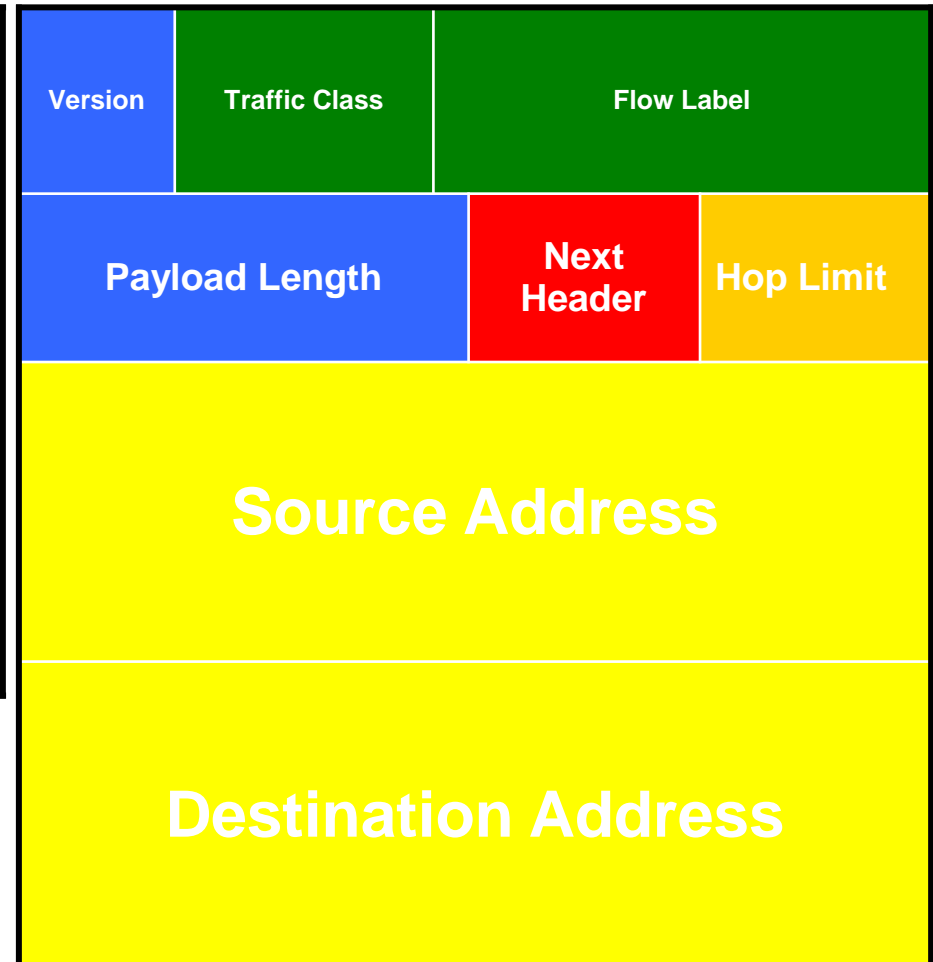 Version
Traffic Class
Flow Label
Payload Length
Next
Header
Hop Limit
Source Address
Destination Address